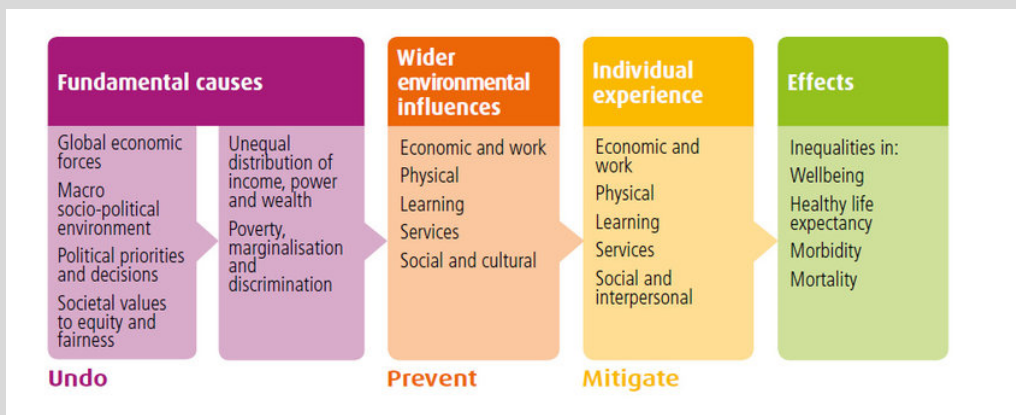 Fundamental causes
Global economic
forces
Macro
socio-political
environment
Political priorities
and decisions
Societal values
to equity and
fairness
Unequal
distribution of
income, power
and wealth
Poverty,
marginalisation
and
discrimination
Undo
Wider
environmental
influences
Economic and work
Physical
Learning
Services
Social and cultural
Prevent
Individual
experience
Economic and
work
Physical
Learning
Services
Social and
interpersonal
Mitigate
Effects
Inequalities in:
Wellbeing
Healthy life
expectancy
Morbidity
Mortality